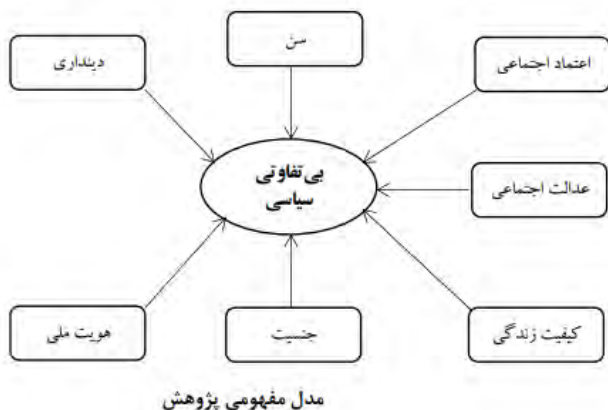 سن
اعتماد اجتماعی
دینداری
بی‌تفاوتی
سیاسی
عدالت اجتماعی
کیفیت زندگی
جنسیت
هویت ملی
مدل مفهومی پژوهش